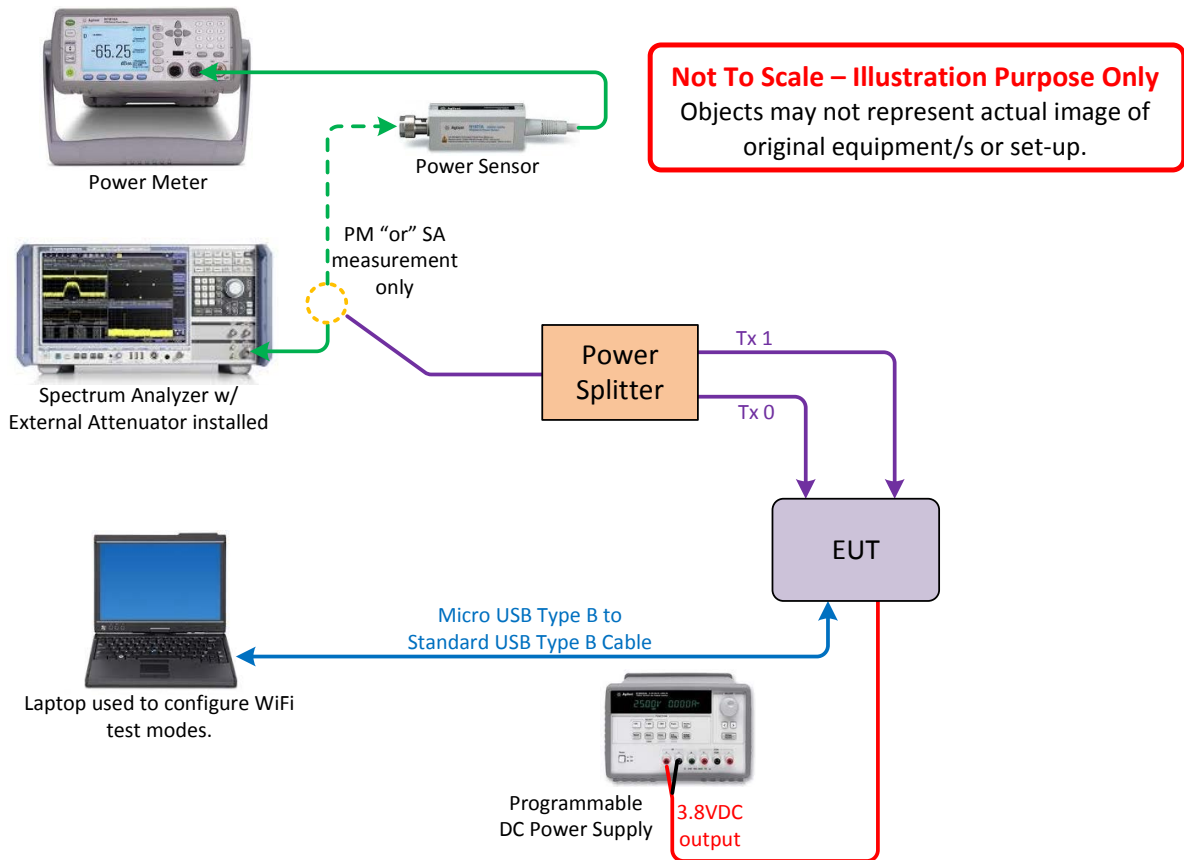 -65.25
Agilent
Power Meter
Agilent
Power Sensor
Not To Scale – Illustration Purpose Only
Objects may not represent actual image of
original equipment/s or set-up.
PM “or” SA
measurement
only
Spectrum Analyzer w/
External Attenuator installed
Power
Splitter
Tx 1
Tx 0
EUT
Micro USB Type B to
Standard USB Type B Cable
Laptop used to configure WiFi
test modes.
Agilent
Programmable
DC Power Supply
3.8VDC
output